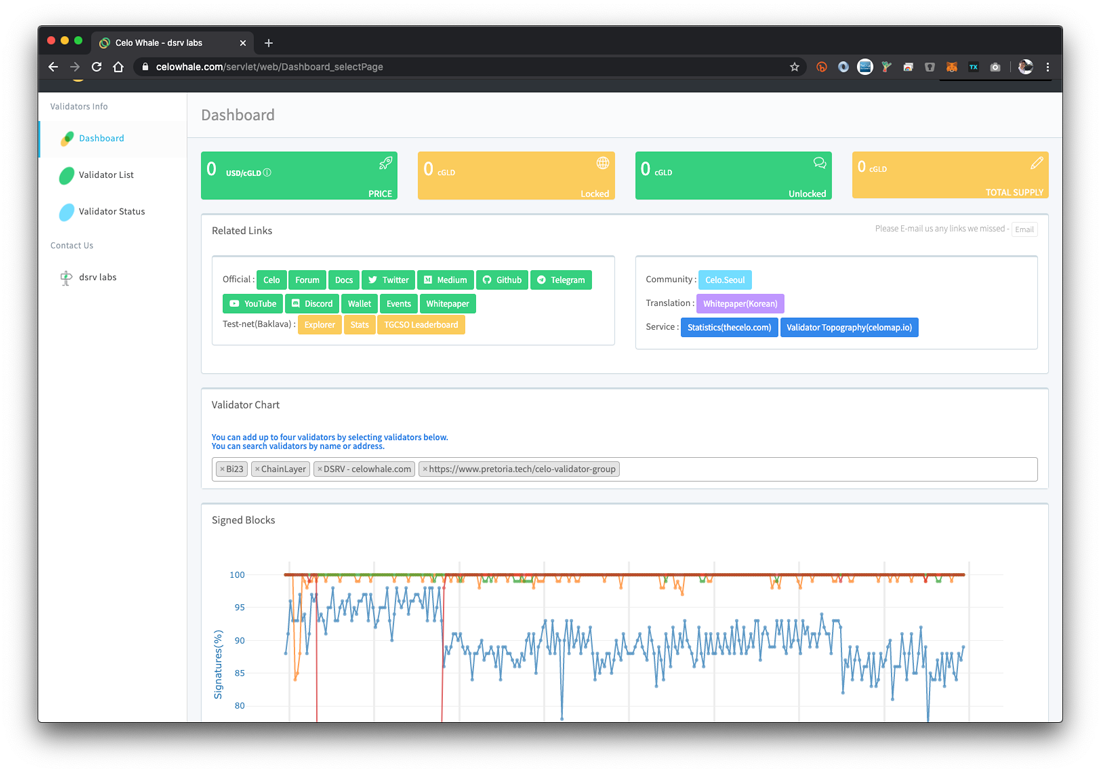 Celo Whale - dsrv labs
celowhale.com/servlet/web/Dashboard_selectPage
Validators Info
Dashboard
Validator List
Validator Status
Contact Us
dsrv labs
Dashboard
0 USD/cGLD
PRICE
0 cGLD
Locked
0 cGLD
Unlocked
0 cGLD
TOTAL SUPPLY
Related Links
Please E-mail us any links we missed - Email
Official : Celo Forum Docs Twitter Medium Github Telegram
YouTube Discord Wallet Events Whitepaper
Test-net(Baklava) : Explorer Stats TGCSO Leaderboard
Community : Celo.Seoul
Translation : Whitepaper(Korean)
Service : Statistics(thecelo.com) Validator Topography(celomap.io)
Validator Chart
You can add up to four validators by selecting validators below.
You can search validators by name or address.
×Bi23 ×ChainLayer ×DSRV - celowhale.com ×https://www.pretoria.tech/celo-validator-group
Signed Blocks
100
95
90
85
80
Signatures(%)
TX